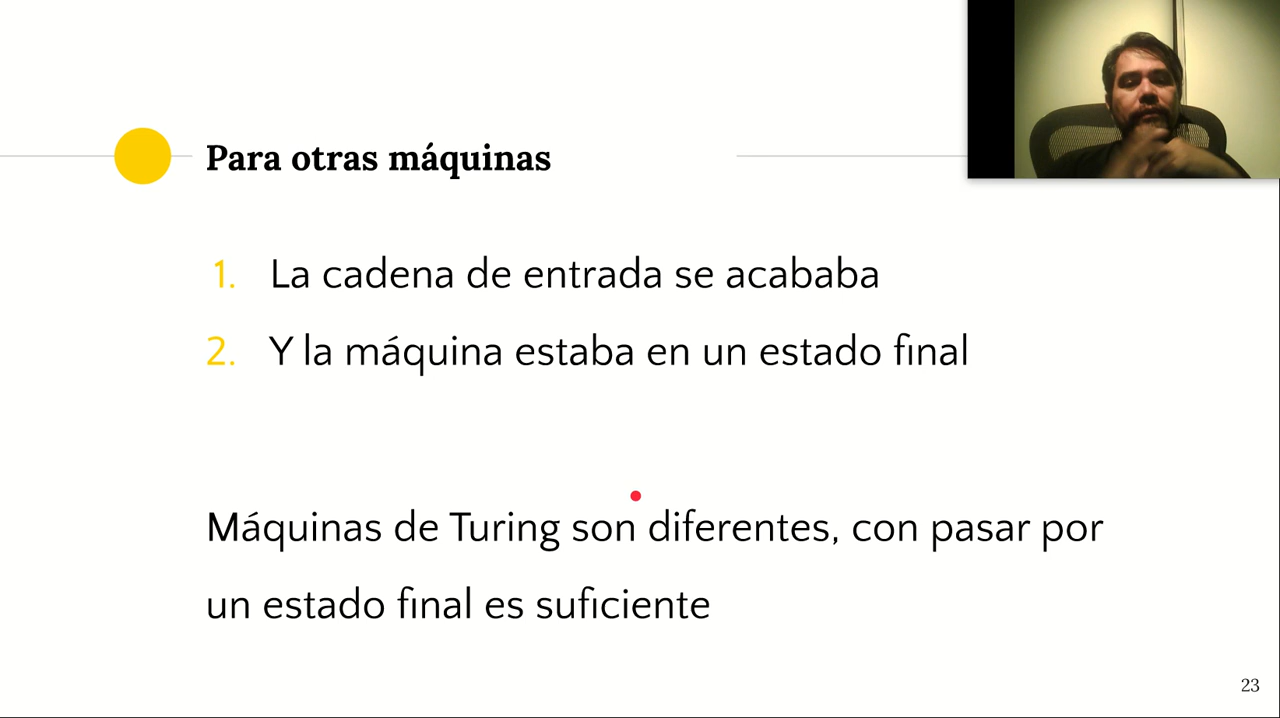 Para otras máquinas
1. La cadena de entrada se acababa
2. Y la máquina estaba en un estado final
Máquinas de Turing son diferentes, con pasar por
un estado final es suficiente
23